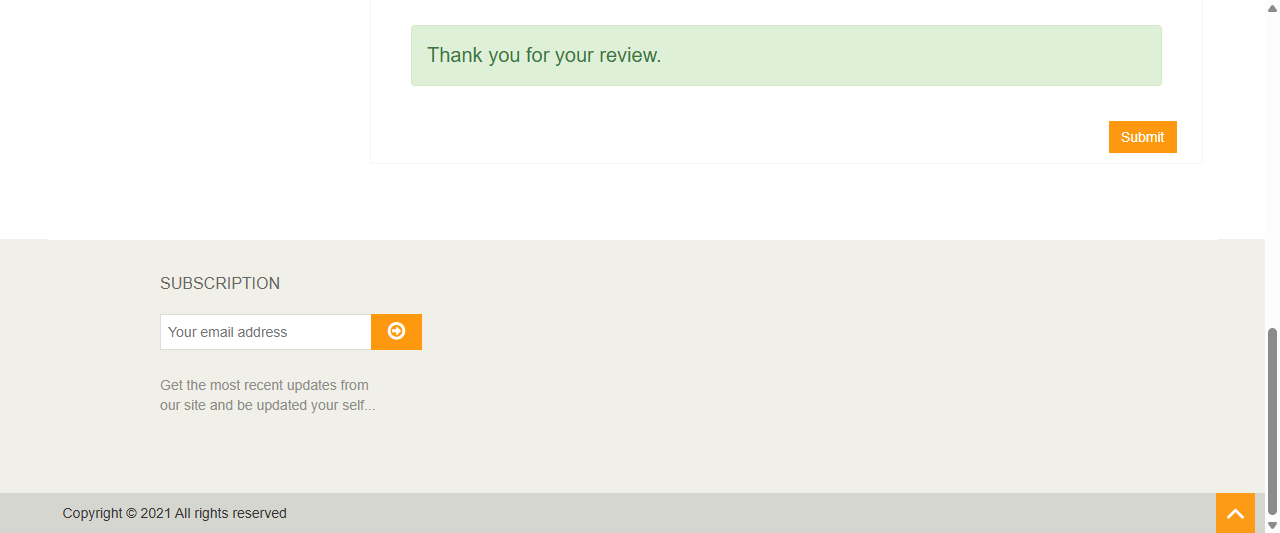 Thank you for your review.
Submit
SUBSCRIPTION
Your email address
Get the most recent updates from
our site and be updated your self...
Copyright © 2021 All rights reserved